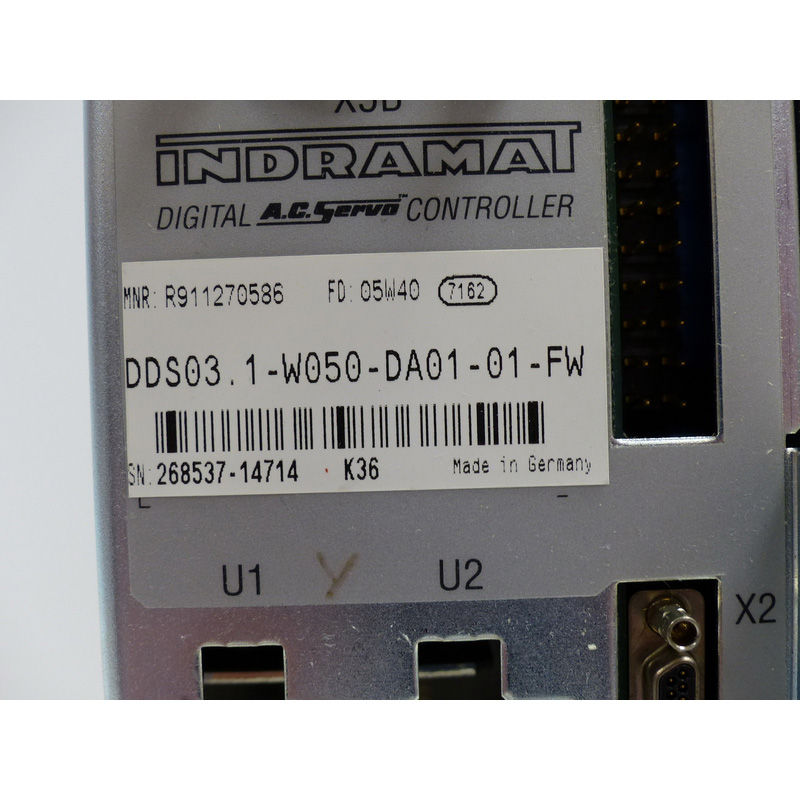 X3B
INDRAMAT
DIGITAL A.C. Servo™ CONTROLLER
MNR: R911270586 FD: 05W40 7162
DDS03.1-W050-DA01-01-FW
SN: 268537-14714 K36 Made in Germany
U1 Y U2
X2